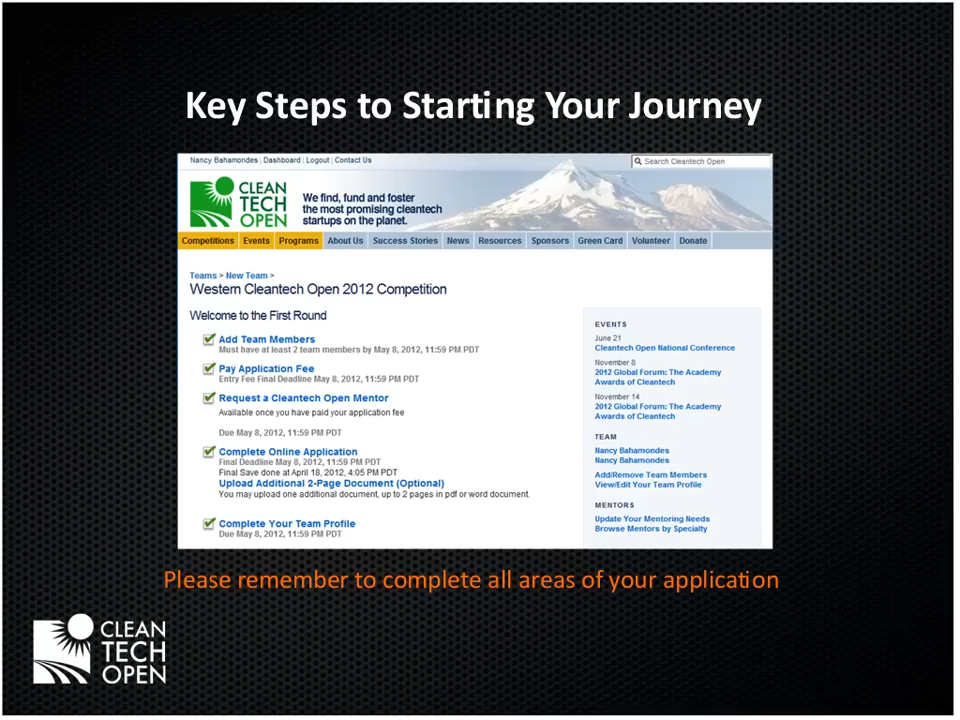 Key Steps to Starting Your Journey
Nancy Bahamondes | Dashboard | Logout | Contact Us
Search Cleantech Open
CLEAN
TECH
OPEN
We find, fund and foster
the most promising cleantech
startups on the planet.
Competitions Events Programs About Us Success Stories News Resources Sponsors Green Card Volunteer Donate
Teams > New Team >
Western Cleantech Open 2012 Competition
Welcome to the First Round
Add Team Members
Must have at least 2 team members by May 8, 2012, 11:59 PM PDT
Pay Application Fee
Entry Fee Final Deadline May 8, 2012, 11:59 PM PDT
Request a Cleantech Open Mentor
Available once you have paid your application fee
Due May 8, 2012, 11:59 PM PDT
Complete Online Application
Final Deadline May 8, 2012, 11:59 PM PDT
Final Save done at April 18, 2012, 4:05 PM PDT
Upload Additional 2-Page Document (Optional)
You may upload one additional document, up to 2 pages in pdf or word document.
Complete Your Team Profile
Due May 8, 2012, 11:59 PM PDT
EVENTS
June 21
Cleantech Open National Conference
November 8
2012 Global Forum: The Academy
Awards of Cleantech
November 14
2012 Global Forum: The Academy
Awards of Cleantech
TEAM
Nancy Bahamondes
Nancy Bahamondes
Add/Remove Team Members
View/Edit Your Team Profile
MENTORS
Update Your Mentoring Needs
Browse Mentors by Specialty
Please remember to complete all areas of your application
CLEAN
TECH
OPEN